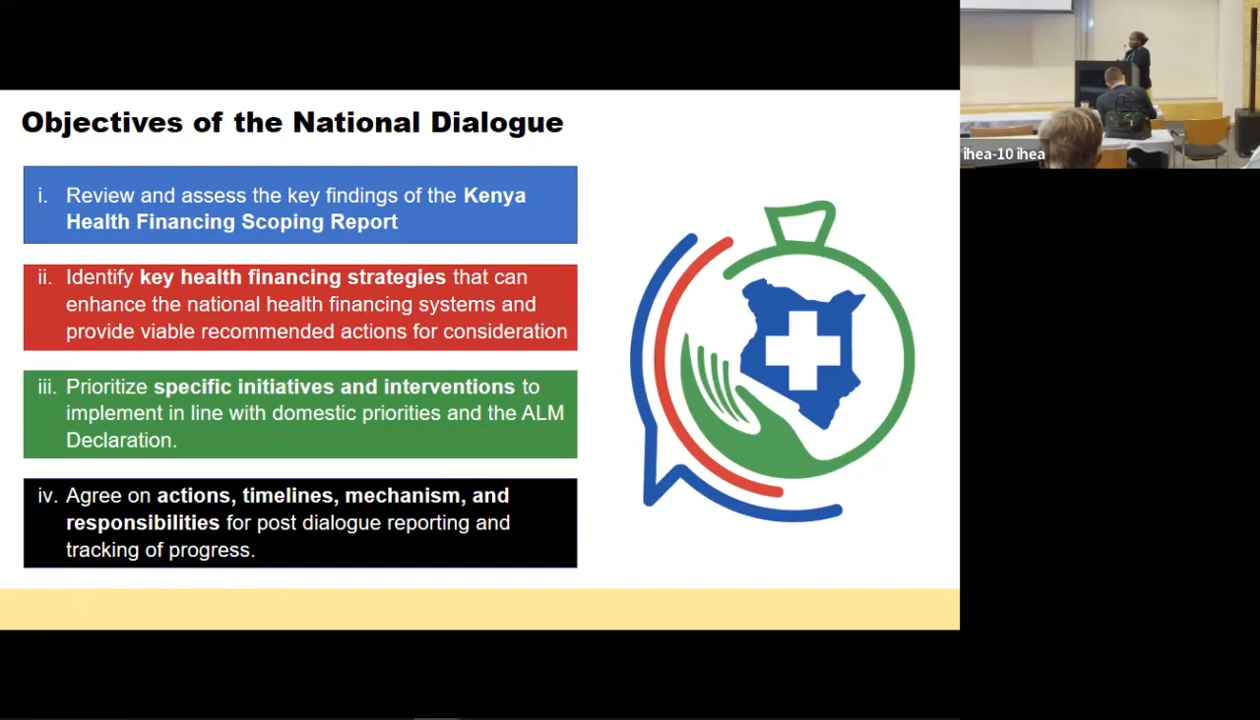 Objectives of the National Dialogue
i. Review and assess the key findings of the Kenya
Health Financing Scoping Report
ii. Identify key health financing strategies that can
enhance the national health financing systems and
provide viable recommended actions for consideration
iii. Prioritize specific initiatives and interventions to
implement in line with domestic priorities and the ALM
Declaration.
iv. Agree on actions, timelines, mechanism, and
responsibilities for post dialogue reporting and
tracking of progress.
ihea-10 ihea